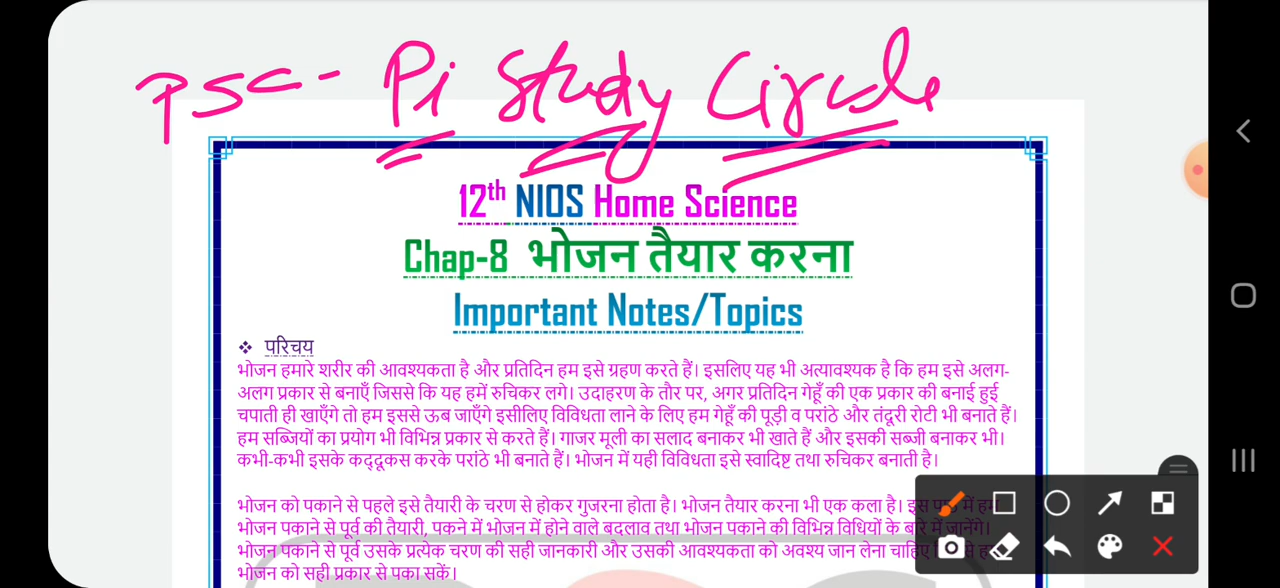 PSC - Pi Study Circle
12th NIOS Home Science
Chap-8 भोजन तैयार करना
Important Notes/Topics
❖ परिचय
भोजन हमारे शरीर की आवश्यकता है और प्रतिदिन हम इसे ग्रहण करते हैं। इसलिए यह भी अत्यावश्यक है कि हम इसे अलग-
अलग प्रकार से बनाएँ जिससे कि यह हमें रुचिकर लगे। उदाहरण के तौर पर, अगर प्रतिदिन गेहूँ की एक प्रकार की बनाई हुई
चपाती ही खाएँगे तो हम इससे ऊब जाएँगे इसीलिए विविधता लाने के लिए हम गेहूँ की पूड़ी व परांठे और तंदूरी रोटी भी बनाते हैं।
हम सब्जियों का प्रयोग भी विभिन्न प्रकार से करते हैं। गाजर मूली का सलाद बनाकर भी खाते हैं और इसकी सब्जी बनाकर भी।
कभी-कभी इसके कद्दूकस करके परांठे भी बनाते हैं। भोजन में यही विविधता इसे स्वादिष्ट तथा रुचिकर बनाती है।
भोजन को पकाने से पहले इसे तैयारी के चरण से होकर गुजरना होता है। भोजन तैयार करना भी एक कला है। इस में हम
भोजन पकाने से पूर्व की तैयारी, पकने में भोजन में होने वाले बदलाव तथा भोजन पकाने की विभिन्न विधियों के बारे में जानेंगे।
भोजन पकाने से पूर्व उसके प्रत्येक चरण की सही जानकारी और उसकी आवश्यकता को अवश्य जान लेना चाहिए
भोजन को सही प्रकार से पका सकें।